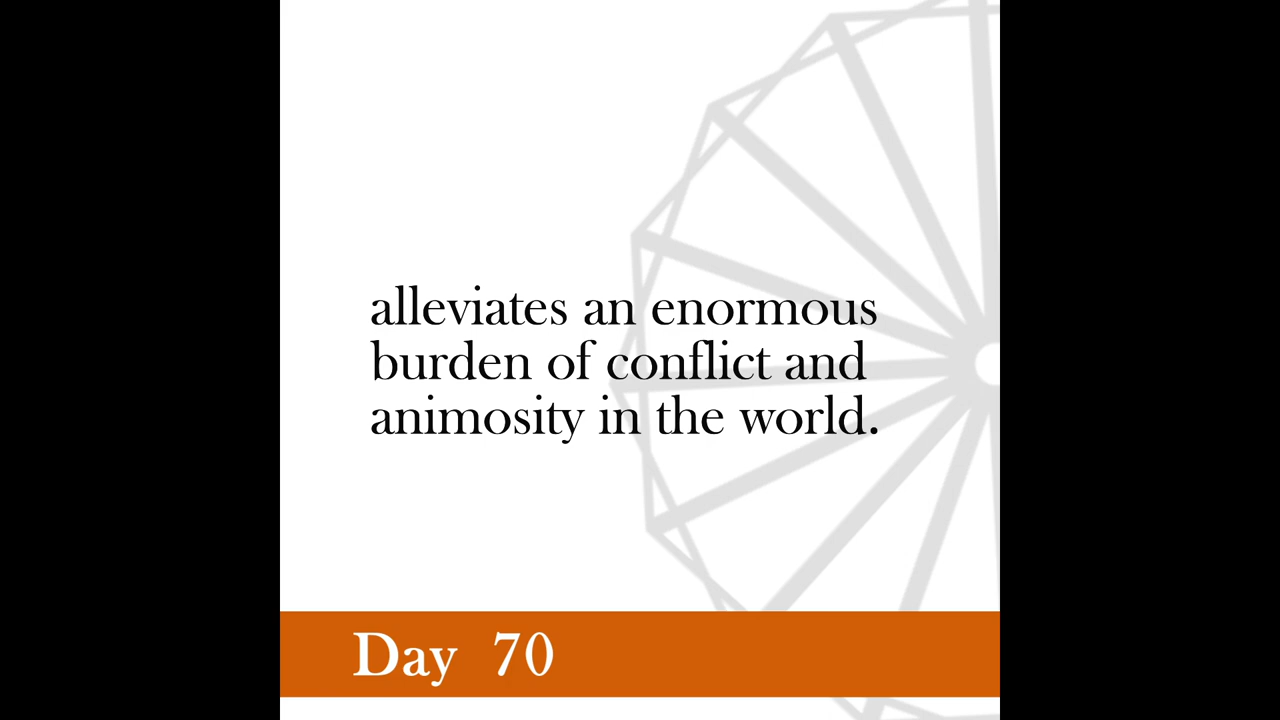 alleviates an enormous
burden of conflict and
animosity in the world.
Day 70